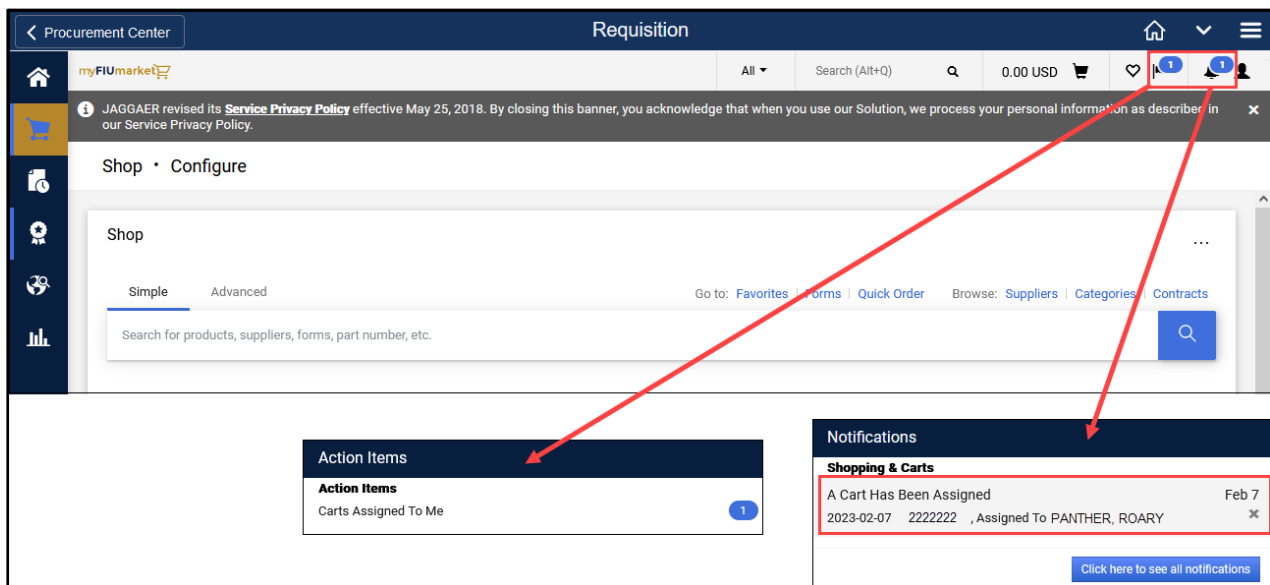 Procurement Center
Requisition
myFIUmarket
All
Search (Alt+Q)
0.00 USD
1
1
JAGGAER revised its Service Privacy Policy effective May 25, 2018. By closing this banner, you acknowledge that when you use our Solution, we process your personal information as described in
our Service Privacy Policy.
Shop • Configure
Shop
...
Simple
Advanced
Go to: Favorites | Forms | Quick Order
Browse: Suppliers | Categories | Contracts
Search for products, suppliers, forms, part number, etc.
Action Items
Action Items
Carts Assigned To Me
1
Notifications
Shopping & Carts
A Cart Has Been Assigned
Feb 7
2023-02-07 2222222 , Assigned To PANTHER, ROARY
Click here to see all notifications